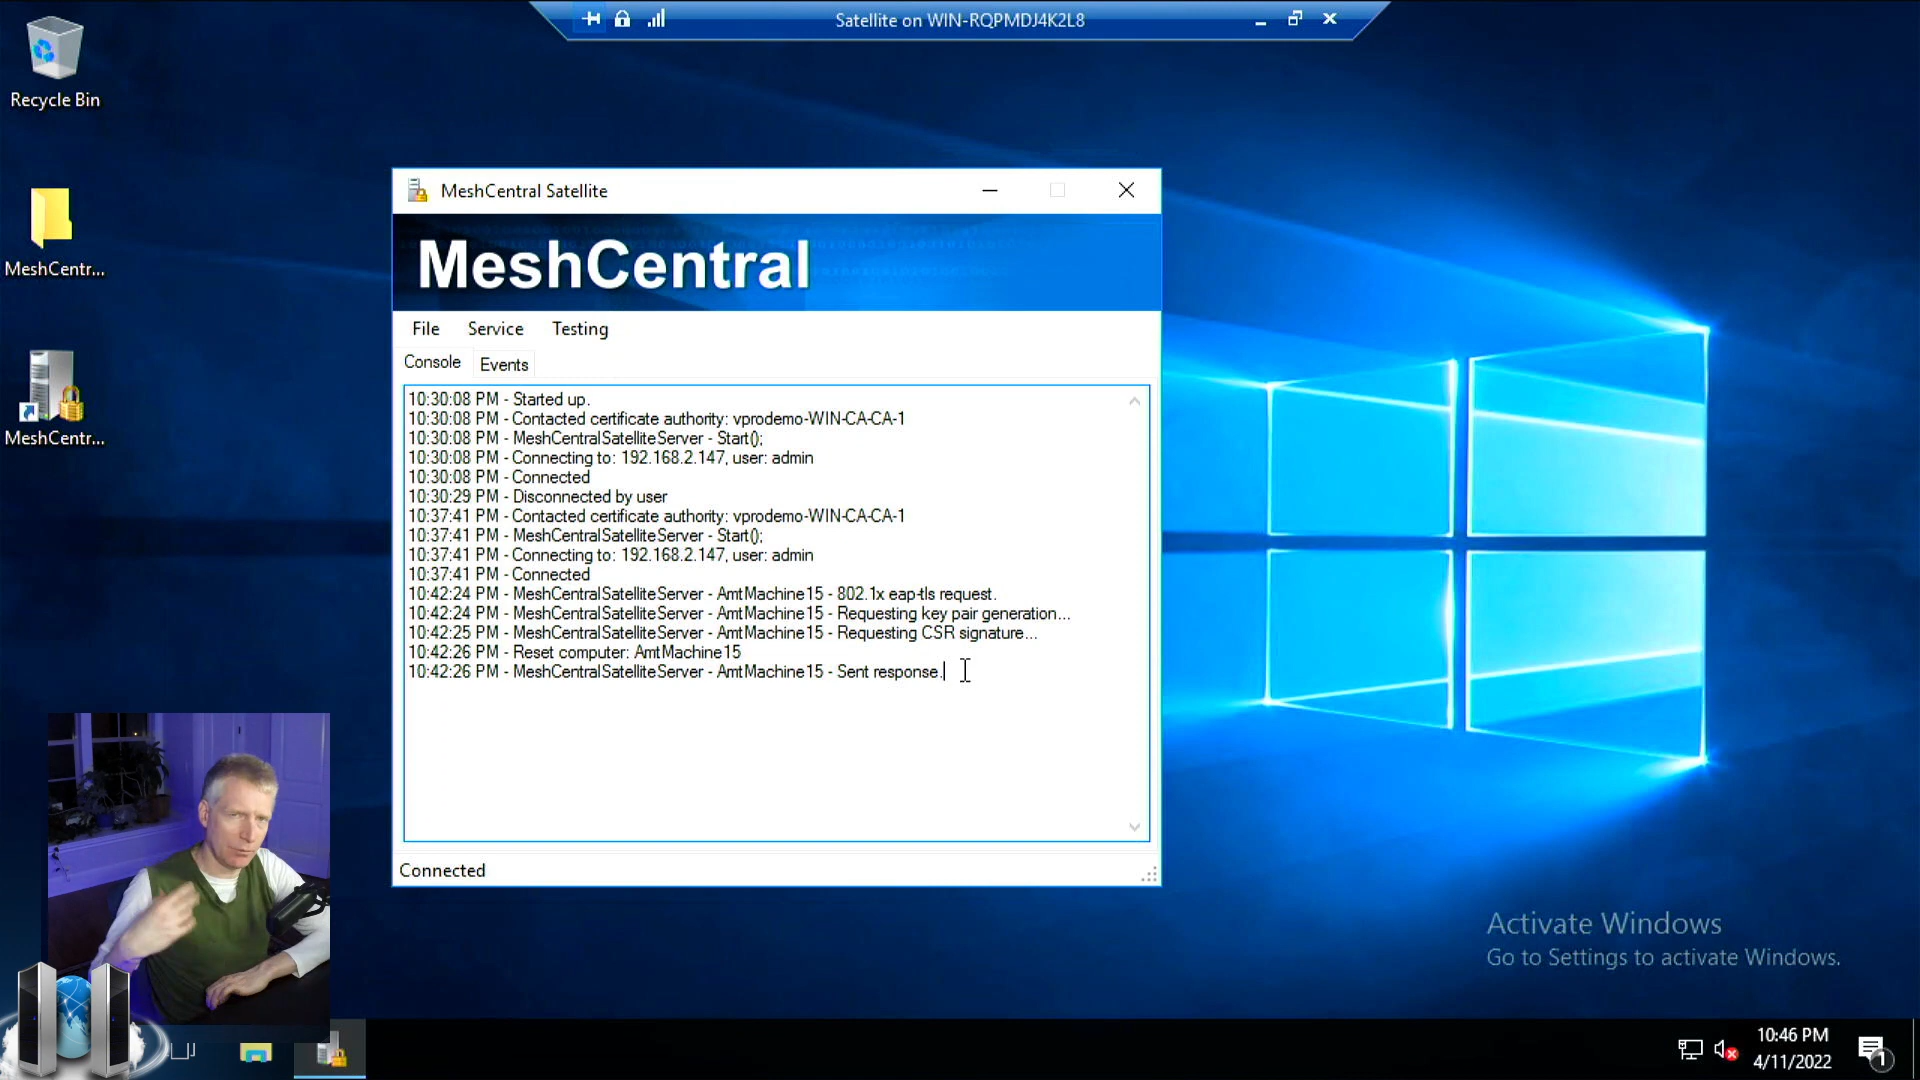 Satellite on WIN-RQPMDJ4K2L8
Recycle Bin
MeshCentr...
MeshCentr...
MeshCentral Satellite
MeshCentral
File Service Testing
Console Events
10:30:08 PM - Started up.
10:30:08 PM - Contacted certificate authority: vprodemo-WIN-CA-CA-1
10:30:08 PM - MeshCentralSatelliteServer - Start();
10:30:08 PM - Connecting to: 192.168.2.147, user: admin
10:30:08 PM - Connected
10:30:29 PM - Disconnected by user
10:37:41 PM - Contacted certificate authority: vprodemo-WIN-CA-CA-1
10:37:41 PM - MeshCentralSatelliteServer - Start();
10:37:41 PM - Connecting to: 192.168.2.147, user: admin
10:37:41 PM - Connected
10:42:24 PM - MeshCentralSatelliteServer - AmtMachine15 - 802.1x eap-tls request.
10:42:24 PM - MeshCentralSatelliteServer - AmtMachine15 - Requesting key pair generation...
10:42:25 PM - MeshCentralSatelliteServer - AmtMachine15 - Requesting CSR signature...
10:42:26 PM - Reset computer: AmtMachine15
10:42:26 PM - MeshCentralSatelliteServer - AmtMachine15 - Sent response.
Connected
Activate Windows
Go to Settings to activate Windows.
10:46 PM
4/11/2022
1